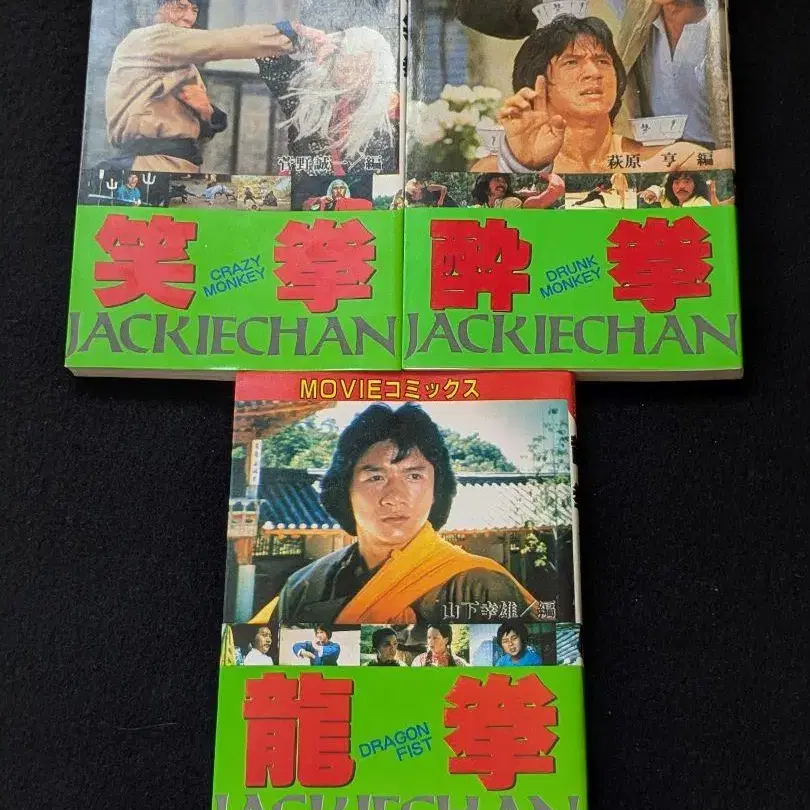 菅野誠一/編
笑拳
CRAZY MONKEY
JACKIECHAN
萩原 亨/編
酔拳
DRUNK MONKEY
JACKIECHAN
MOVIEコミックス
山下幸雄/編
龍拳
DRAGON FIST
JACKIECHAN